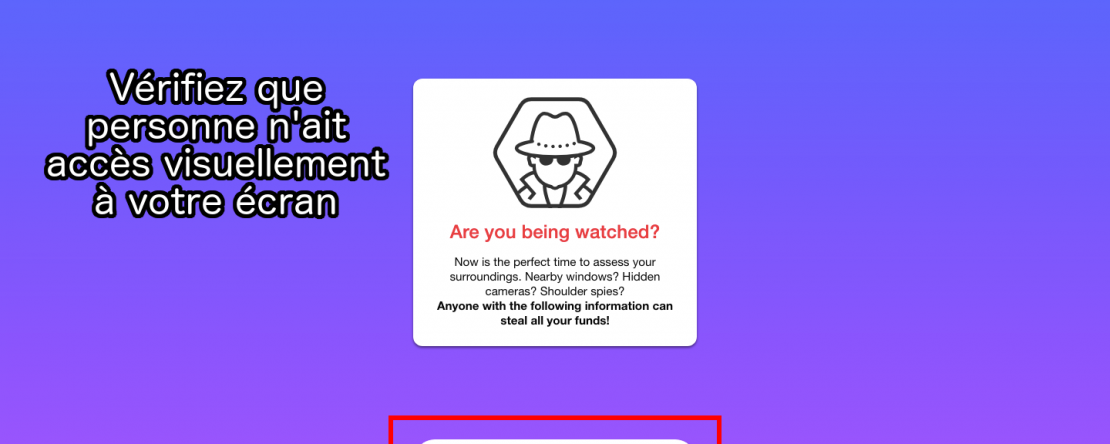 Vérifiez que
personne n'ait
accès visuellement
à votre écran
Are you being watched?
Now is the perfect time to assess your
surroundings. Nearby windows? Hidden
cameras? Shoulder spies?
Anyone with the following information can
steal all your funds!